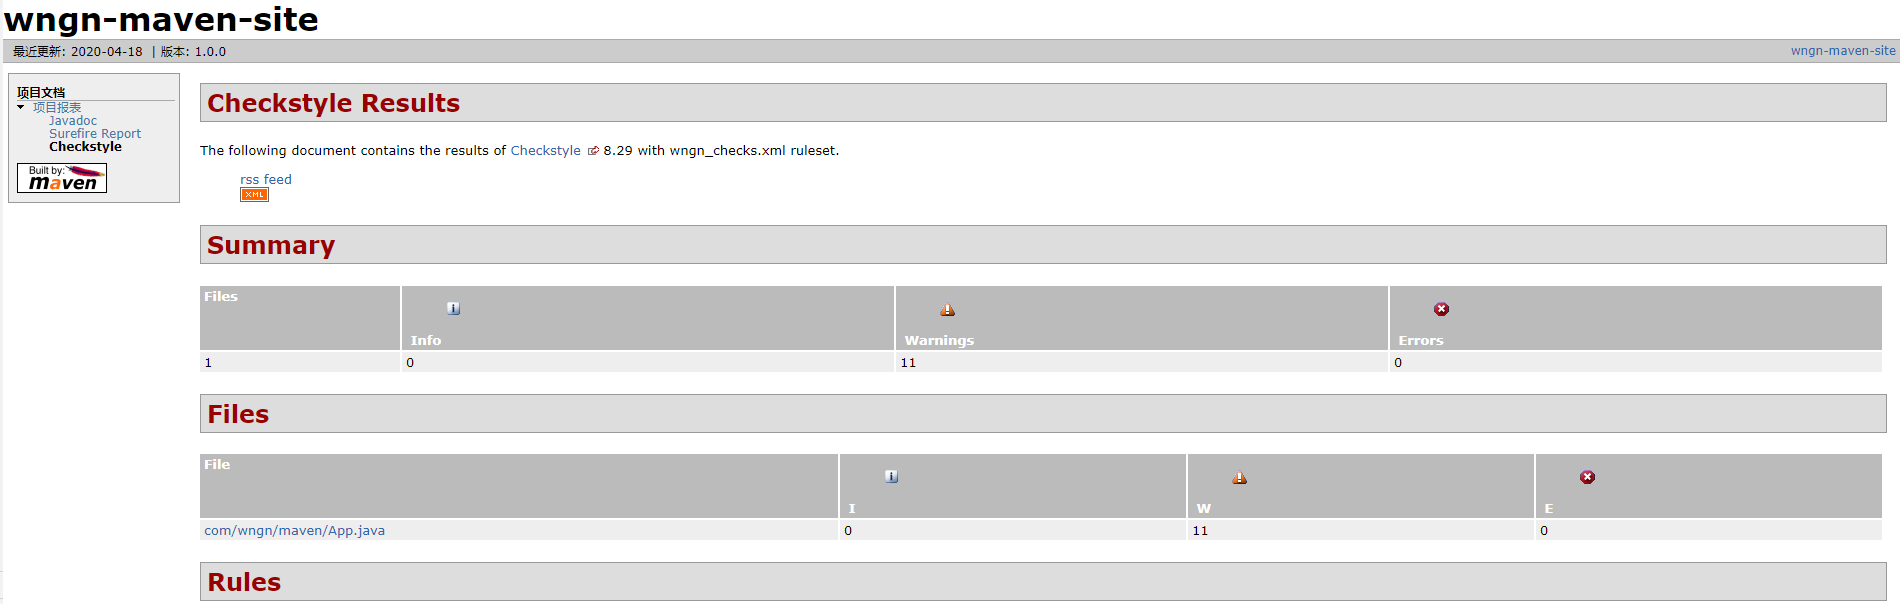 wngn-maven-site
最近更新: 2020-04-18 | 版本: 1.0.0
wngn-maven-site
项目文档
项目报表
Javadoc
Surefire Report
Checkstyle
Built by:
maven
Checkstyle Results
The following document contains the results of Checkstyle 8.29 with wngn_checks.xml ruleset.
rss feed
XML
Summary
Files Info Warnings Errors
1 0 11 0
Files
File I W E
com/wngn/maven/App.java 0 11 0
Rules